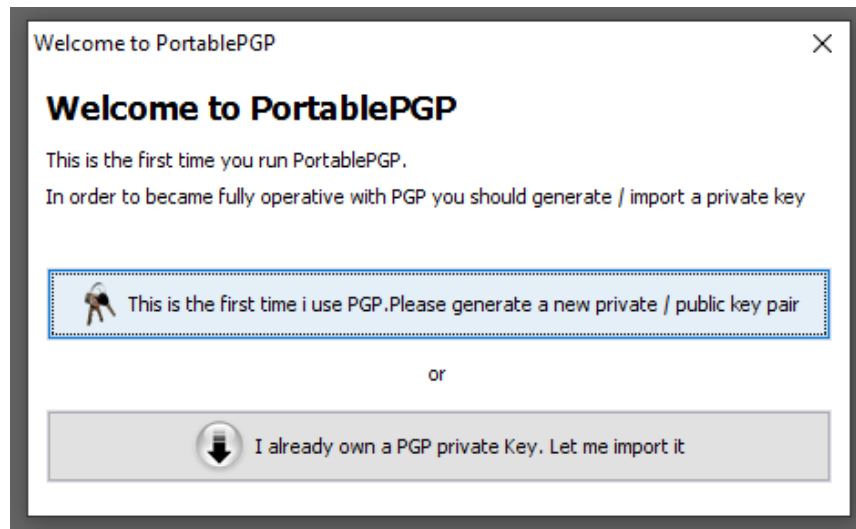 Welcome to PortablePGP
Welcome to PortablePGP
This is the first time you run PortablePGP.
In order to became fully operative with PGP you should generate / import a private key
This is the first time i use PGP.Please generate a new private / public key pair
or
I already own a PGP private Key. Let me import it